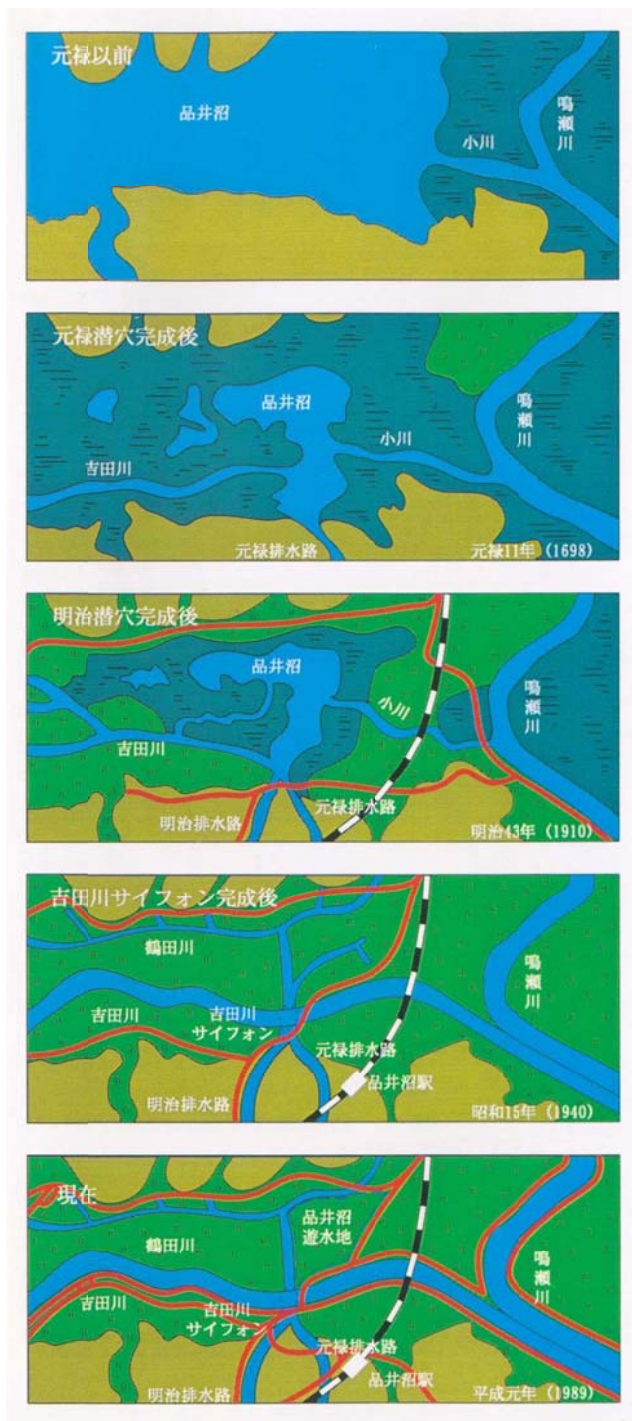 元禄以前
品井沼
小川
鳴瀬川
元禄潜穴完成後
品井沼
鳴瀬川
小川
吉田川
元禄排水路
元禄11年（1698）
明治潜穴完成後
品井沼
鳴瀬川
小川
吉田川
元禄排水路
明治排水路
明治43年（1910）
吉田川サイフォン完成後
鶴田川
鳴瀬川
吉田川
吉田川
サイフォン
元禄排水路
品井沼駅
明治排水路
昭和15年（1940）
現在
品井沼
遊水地
鶴田川
鳴瀬川
吉田川
吉田川
サイフォン
元禄排水路
品井沼駅
明治排水路
平成元年（1989）